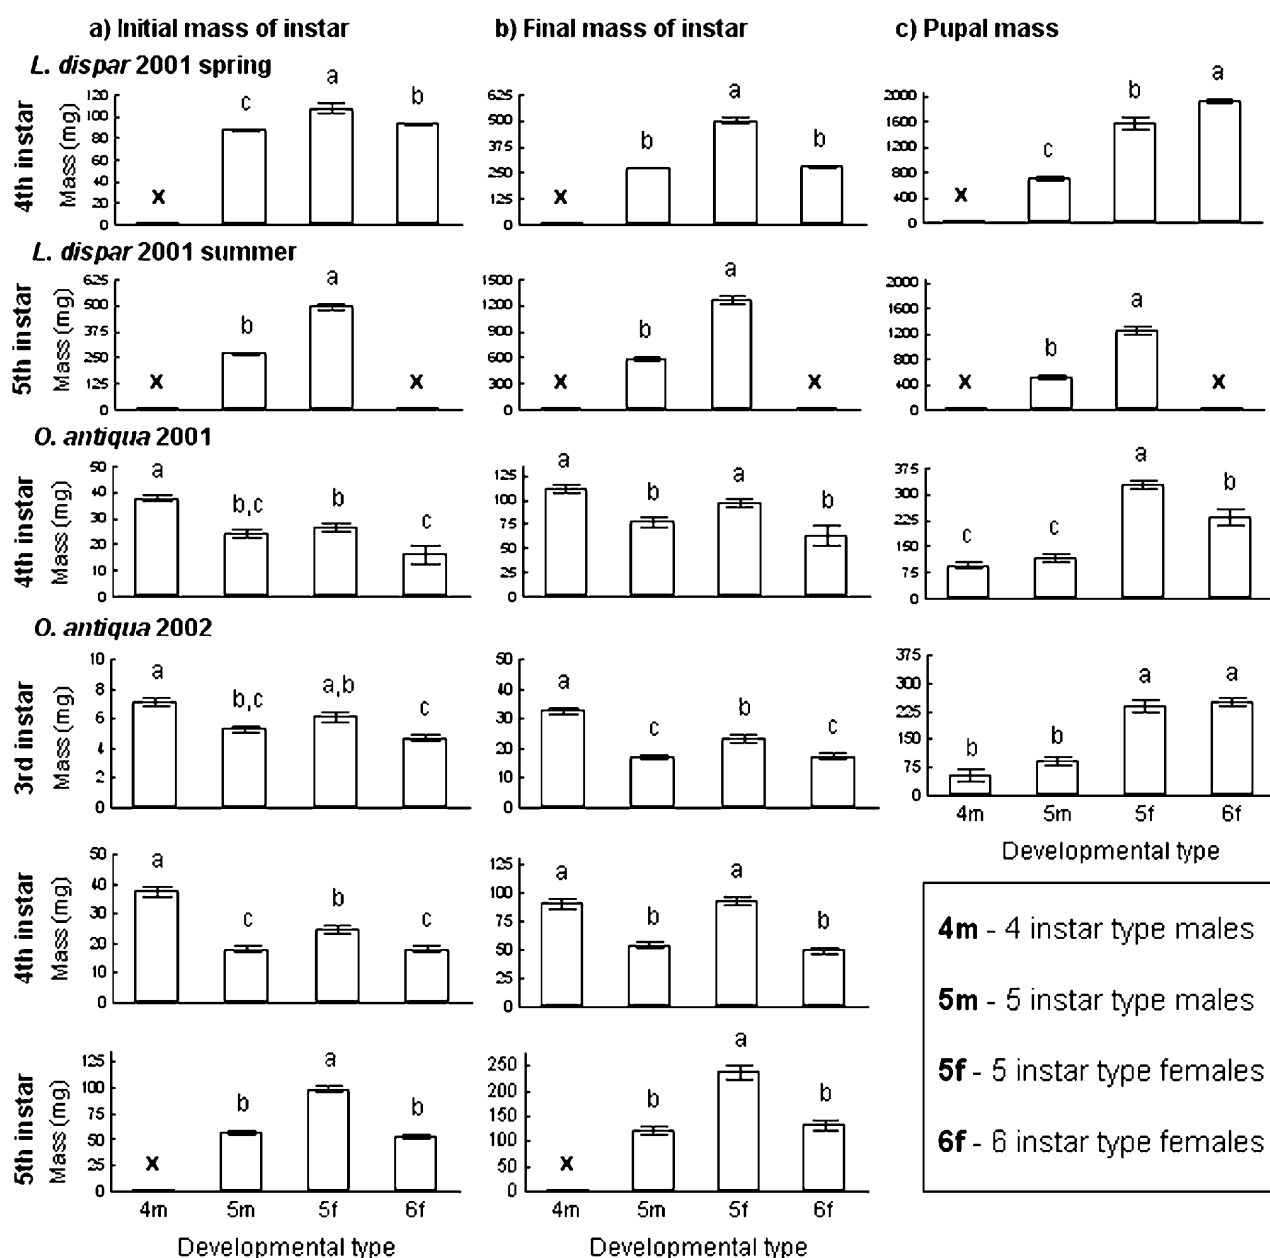 a) Initial mass of instar
b) Final mass of instar
c) Pupal mass
L. dispar 2001 spring
4th instar
Mass (mg)
120
100
80
60
40
20
0
x
c
a
b
625
500
375
250
125
0
x
b
a
b
2000
1600
1200
800
400
0
x
c
b
a
L. dispar 2001 summer
5th instar
Mass (mg)
625
500
375
250
125
0
x
b
a
x
1500
1200
900
600
300
0
x
b
a
x
2000
1600
1200
800
400
0
x
b
a
x
O. antiqua 2001
4th instar
Mass (mg)
50
40
30
20
10
0
a
b,c
b
c
125
100
75
50
25
0
a
b
a
b
375
300
225
150
75
0
c
c
a
b
O. antiqua 2002
3rd instar
Mass (mg)
10
8
6
4
2
0
a
b,c
a,b
c
50
40
30
20
10
0
a
c
b
c
375
300
225
150
75
0
b
b
a
a
4m 5m 5f 6f
Developmental type
4th instar
Mass (mg)
50
40
30
20
10
0
a
c
b
c
125
100
75
50
25
0
a
b
a
b
5th instar
Mass (mg)
125
100
75
50
25
0
x
b
a
b
4m 5m 5f 6f
Developmental type
250
200
150
100
50
0
x
b
a
b
4m 5m 5f 6f
Developmental type
4m - 4 instar type males
5m - 5 instar type males
5f - 5 instar type females
6f - 6 instar type females